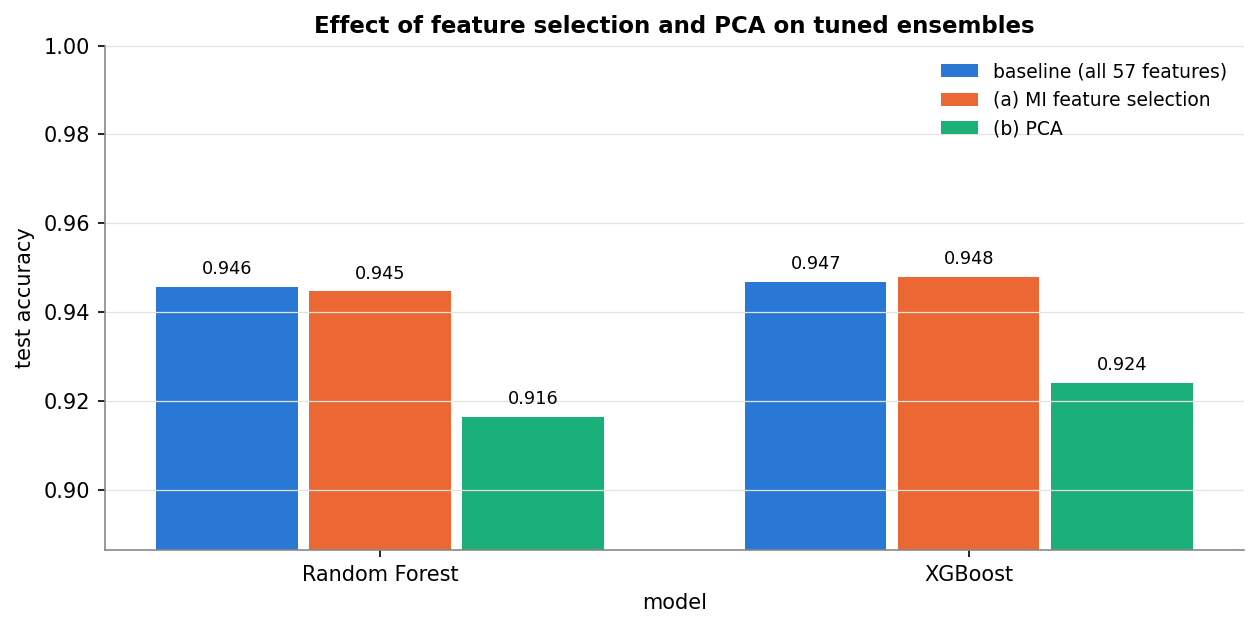 Effect of feature selection and PCA on tuned ensembles
baseline (all 57 features)
(a) MI feature selection
(b) PCA
test accuracy
1.00
0.98
0.96
0.94
0.92
0.90
0.946
0.945
0.916
0.947
0.948
0.924
Random Forest
XGBoost
model